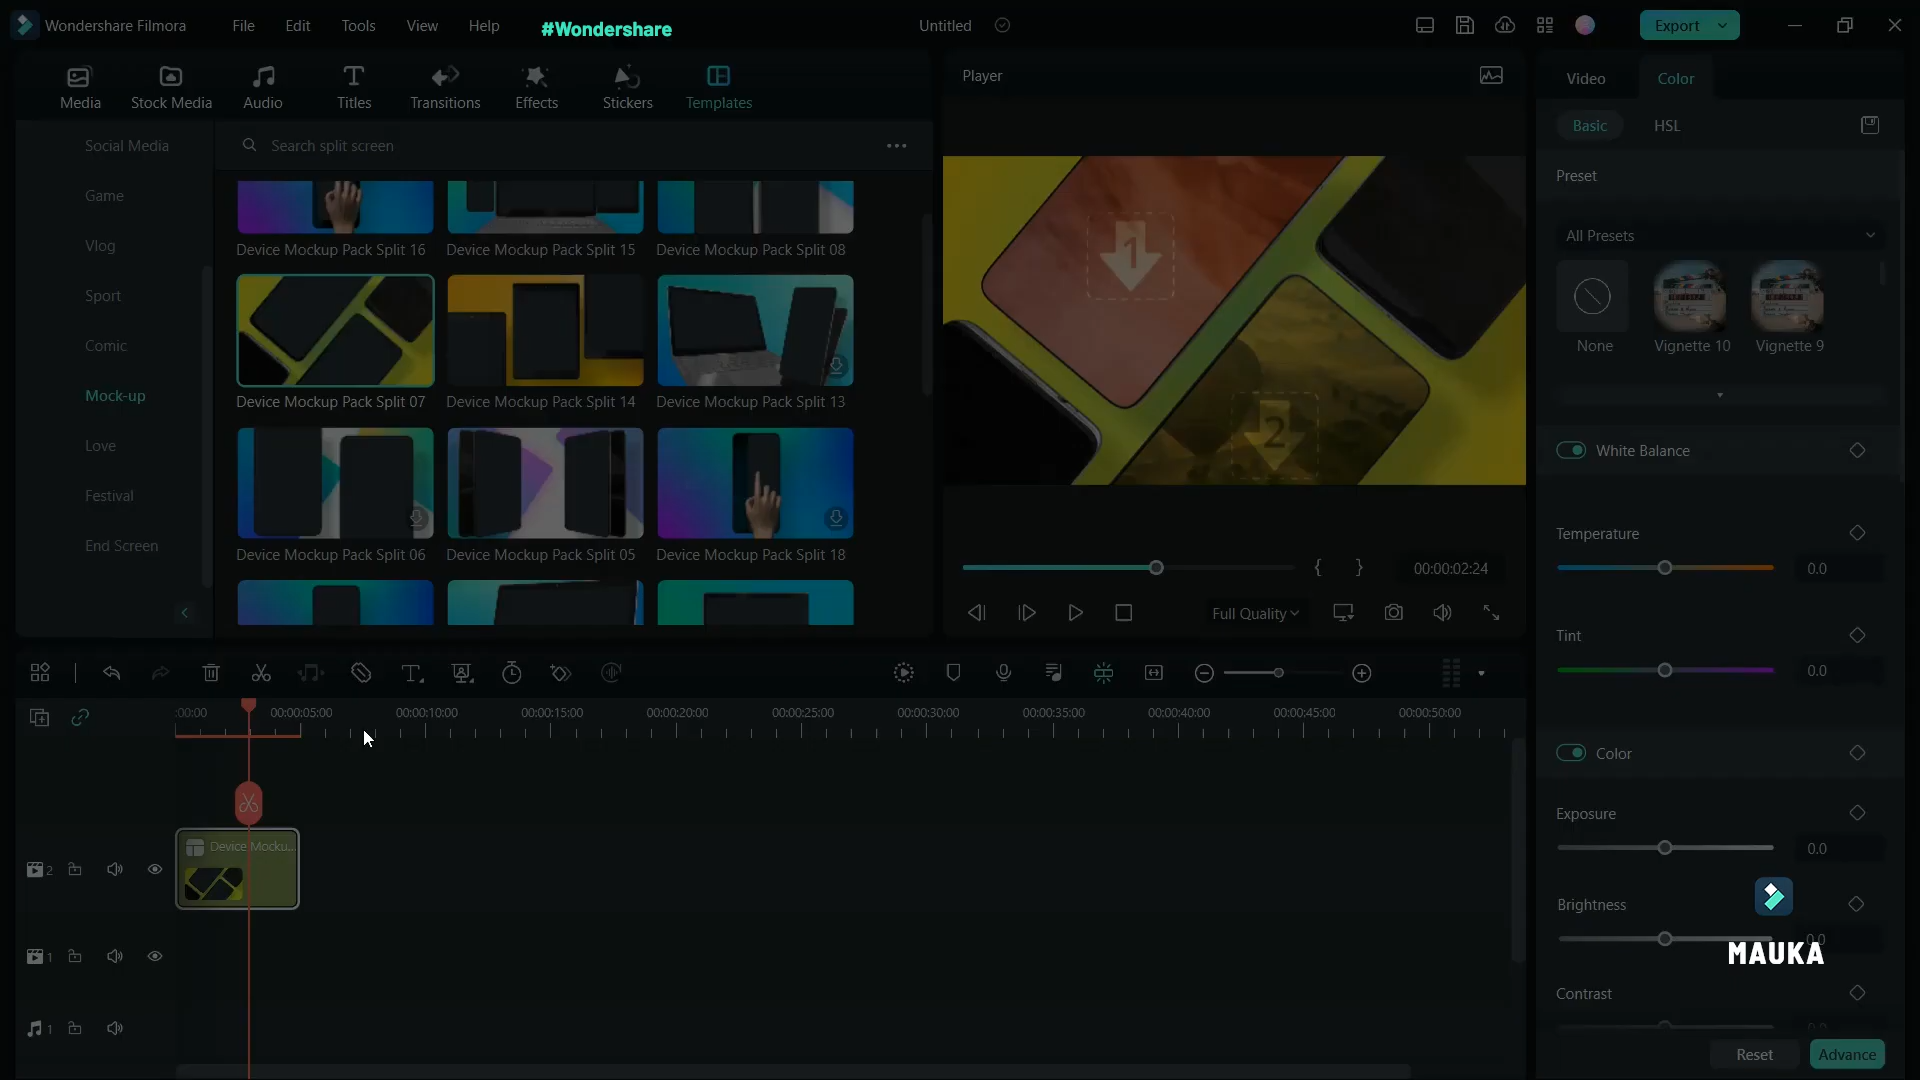 Wondershare Filmora
File
Edit
Tools
View
Help
#Wondershare
Untitled
Export
Media
Stock Media
Audio
Titles
Transitions
Effects
Stickers
Templates
Player
Video
Color
Basic
HSL
Social Media
Game
Vlog
Sport
Comic
Mock-up
Love
Festival
End Screen
Search split screen
Device Mockup Pack Split 16
Device Mockup Pack Split 15
Device Mockup Pack Split 08
Device Mockup Pack Split 07
Device Mockup Pack Split 14
Device Mockup Pack Split 13
Device Mockup Pack Split 06
Device Mockup Pack Split 05
Device Mockup Pack Split 18
1
2
00:00:02:24
Full Quality
Preset
All Presets
None
Vignette 10
Vignette 9
White Balance
Temperature
0.0
Tint
0.0
Color
Exposure
0.0
Brightness
0.0
MAUKA
Contrast
Reset
Advance
:00:00
00:00:05:00
00:00:10:00
00:00:15:00
00:00:20:00
00:00:25:00
00:00:30:00
00:00:35:00
00:00:40:00
00:00:45:00
00:00:50:00
Device Mocku...
2
1
1